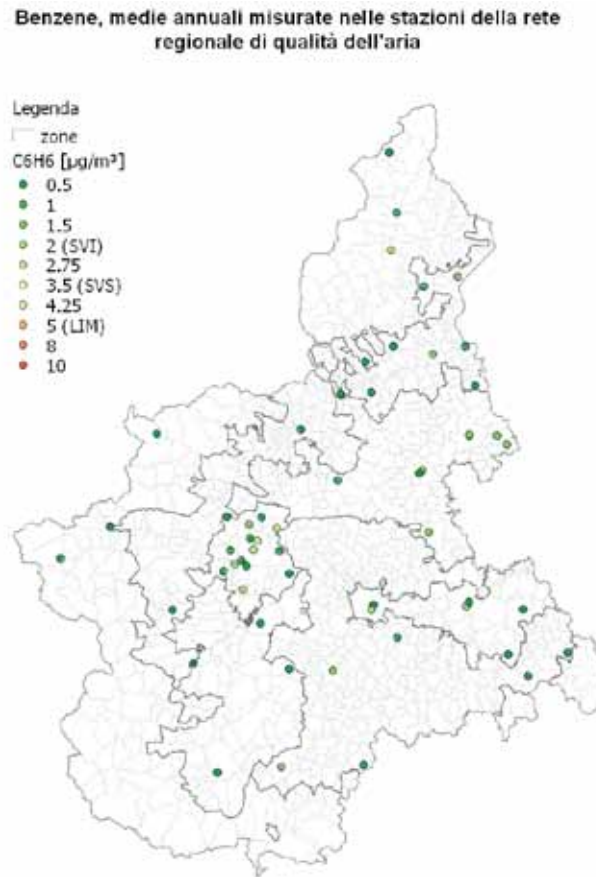 Benzene, medie annuali misurate nelle stazioni della rete
regionale di qualità dell'aria
Legenda
zone
C6H6 [µg/m³]
0.5
1
1.5
2 (SVI)
2.75
3.5 (SVS)
4.25
5 (LIM)
8
10